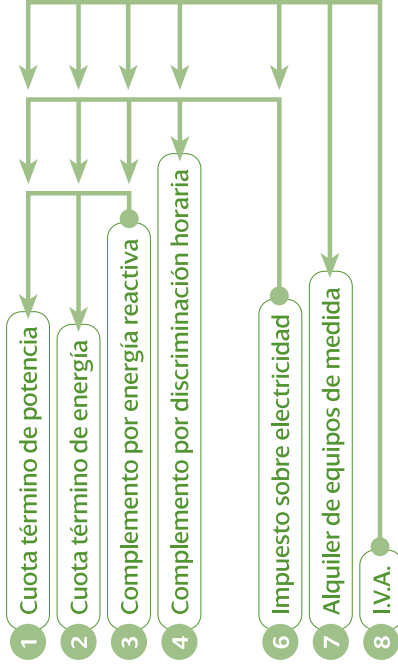 1 Cuota término de potencia
2 Cuota término de energía
3 Complemento por energía reactiva
4 Complemento por discriminación horaria
6 Impuesto sobre electricidad
7 Alquiler de equipos de medida
8 I.V.A.